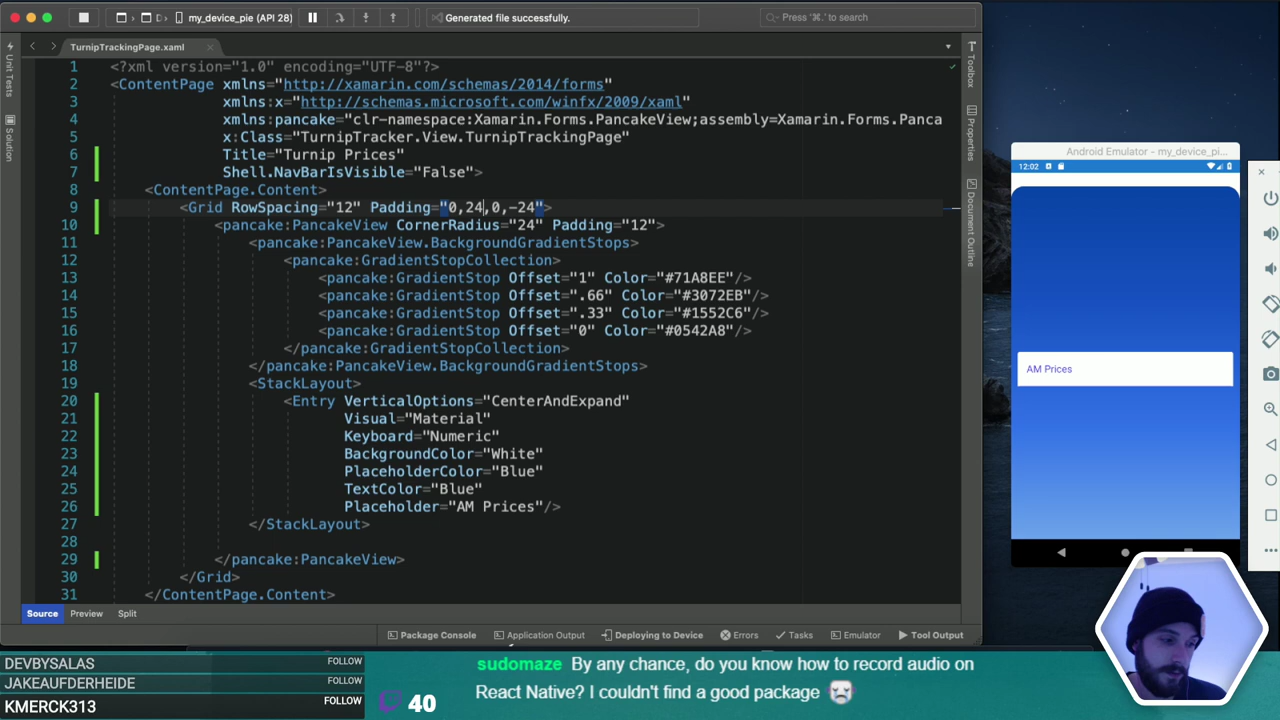 my_device_pie (API 28)
Generated file successfully.
Press '⌘.' to search
TurnipTrackingPage.xaml
Unit Tests
Solution
Toolbox
Properties
Document Outline
1 <?xml version="1.0" encoding="UTF-8"?>
2 <ContentPage xmlns="http://xamarin.com/schemas/2014/forms"
3 xmlns:x="http://schemas.microsoft.com/winfx/2009/xaml"
4 xmlns:pancake="clr-namespace:Xamarin.Forms.PancakeView;assembly=Xamarin.Forms.Panca
5 x:Class="TurnipTracker.View.TurnipTrackingPage"
6 Title="Turnip Prices"
7 Shell.NavBarIsVisible="False">
8 <ContentPage.Content>
9 <Grid RowSpacing="12" Padding="0,24,0,-24">
10 <pancake:PancakeView CornerRadius="24" Padding="12">
11 <pancake:PancakeView.BackgroundGradientStops>
12 <pancake:GradientStopCollection>
13 <pancake:GradientStop Offset="1" Color="#71A8EE"/>
14 <pancake:GradientStop Offset=".66" Color="#3072EB"/>
15 <pancake:GradientStop Offset=".33" Color="#1552C6"/>
16 <pancake:GradientStop Offset="0" Color="#0542A8"/>
17 </pancake:GradientStopCollection>
18 </pancake:PancakeView.BackgroundGradientStops>
19 <StackLayout>
20 <Entry VerticalOptions="CenterAndExpand"
21 Visual="Material"
22 Keyboard="Numeric"
23 BackgroundColor="White"
24 PlaceholderColor="Blue"
25 TextColor="Blue"
26 Placeholder="AM Prices"/>
27 </StackLayout>
28
29 </pancake:PancakeView>
30 </Grid>
31 </ContentPage.Content>
Source Preview Split
Package Console Application Output Deploying to Device Errors Tasks Emulator Tool Output
Android Emulator - my_device_pi...
12:02
AM Prices
DEVBYSALAS FOLLOW
JAKEAUFDERHEIDE FOLLOW
KMERCK313 FOLLOW
40
sudomaze By any chance, do you know how to record audio on
React Native? I couldn't find a good package